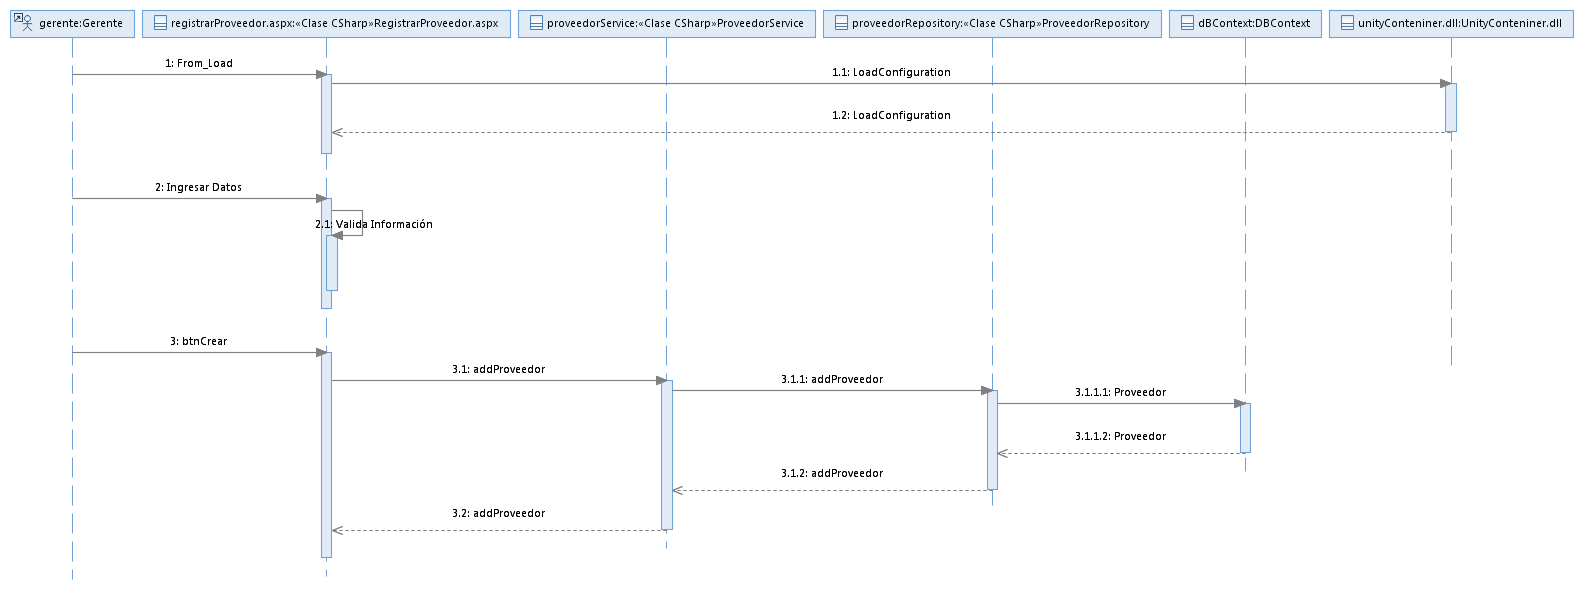 gerente:Gerente
registrarProveedor.aspx:«Clase CSharp»RegistrarProveedor.aspx
proveedorService:«Clase CSharp»ProveedorService
proveedorRepository:«Clase CSharp»ProveedorRepository
dBContext:DBContext
unityConteniner.dll:UnityConteniner.dll
1: From_Load
1.1: LoadConfiguration
1.2: LoadConfiguration
2: Ingresar Datos
2.1: Valida Información
3: btnCrear
3.1: addProveedor
3.1.1: addProveedor
3.1.1.1: Proveedor
3.1.1.2: Proveedor
3.1.2: addProveedor
3.2: addProveedor